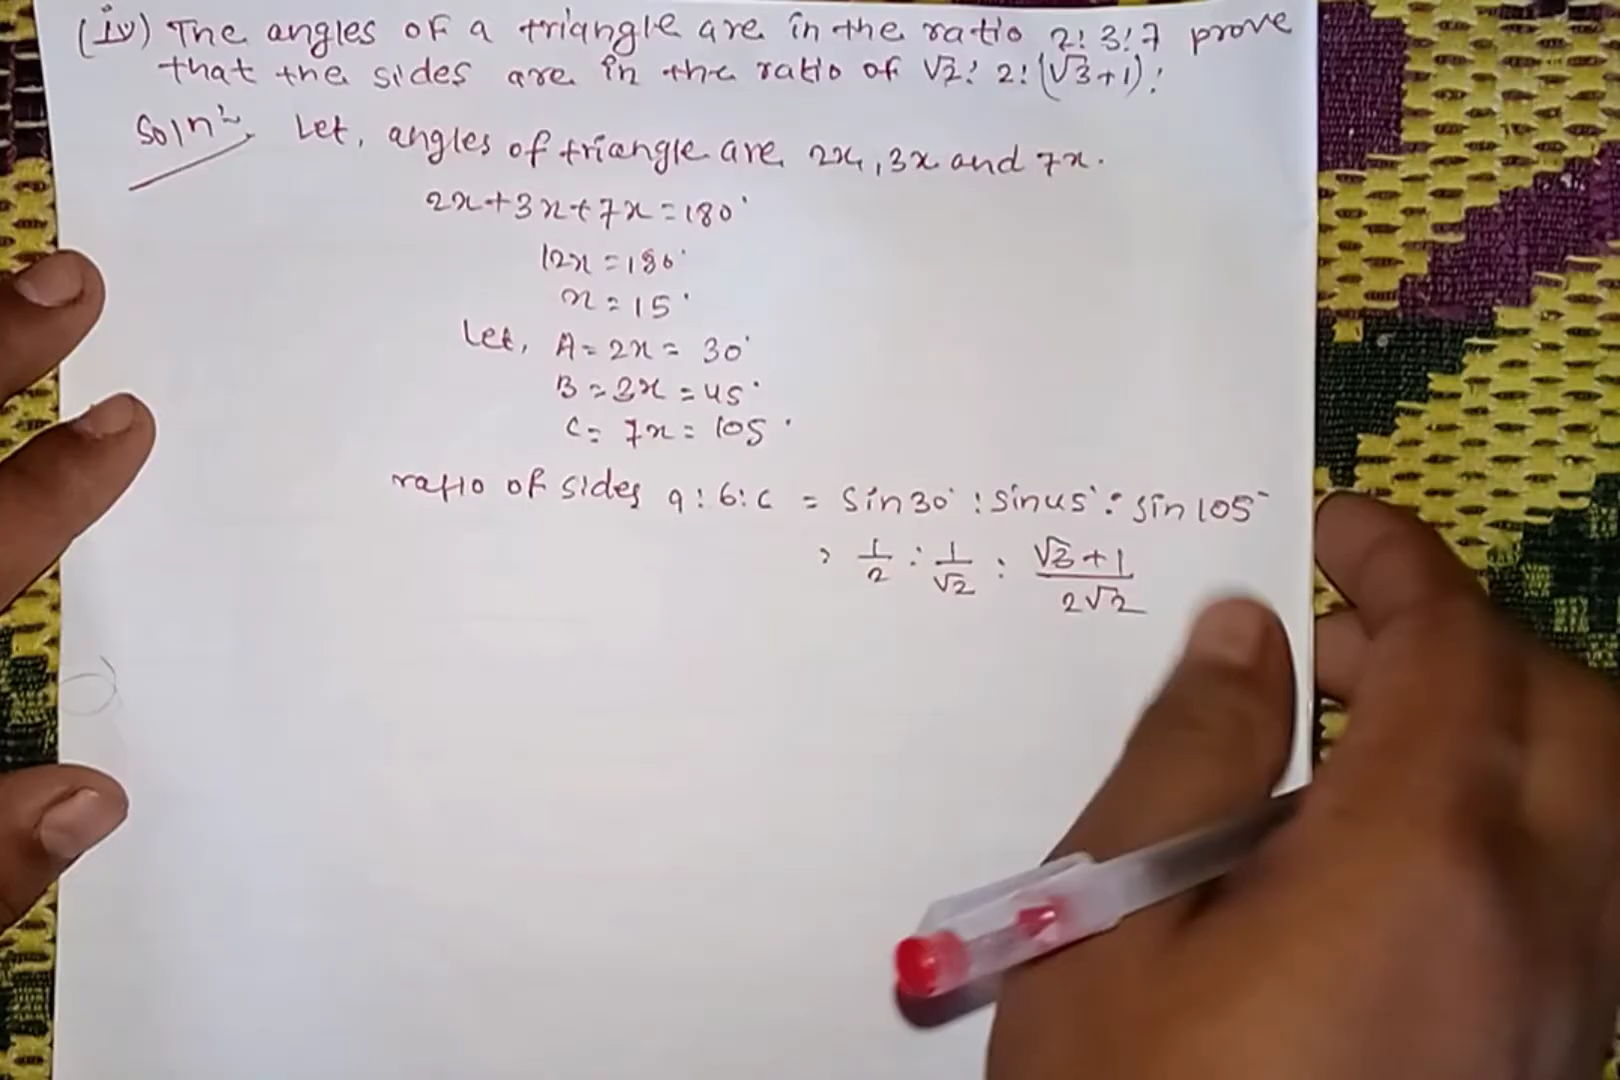 (iv) The angles of a triangle are in the ratio 2:3:7 prove
that the sides are in the ratio of √2: 2:(√3+1):
Soln: Let, angles of triangle are 2x, 3x and 7x.
2x+3x+7x=180°
12x=180°
x=15°
Let, A=2x=30°
B=3x=45°
C=7x=105°
ratio of sides a:b:c = sin30°:sin45°:sin105°
= 1/2 : 1/√2 : √3+1/2√2